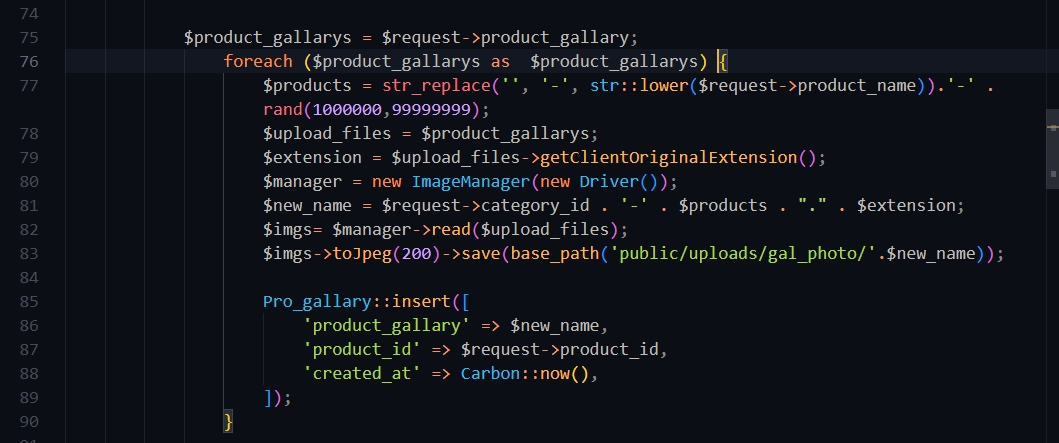 74
75 $product_gallarys = $request->product_gallary;
76 foreach ($product_gallarys as  $product_gallarys) {
77 $products = str_replace('', '-', str::lower($request->product_name)).'-' .
rand(1000000,99999999);
78 $upload_files = $product_gallarys;
79 $extension = $upload_files->getClientOriginalExtension();
80 $manager = new ImageManager(new Driver());
81 $new_name = $request->category_id . '-' . $products . "." . $extension;
82 $imgs= $manager->read($upload_files);
83 $imgs->toJpeg(200)->save(base_path('public/uploads/gal_photo/'.$new_name));
84
85 Pro_gallary::insert([
86 'product_gallary' => $new_name,
87 'product_id' => $request->product_id,
88 'created_at' => Carbon::now(),
89 ]);
90 }